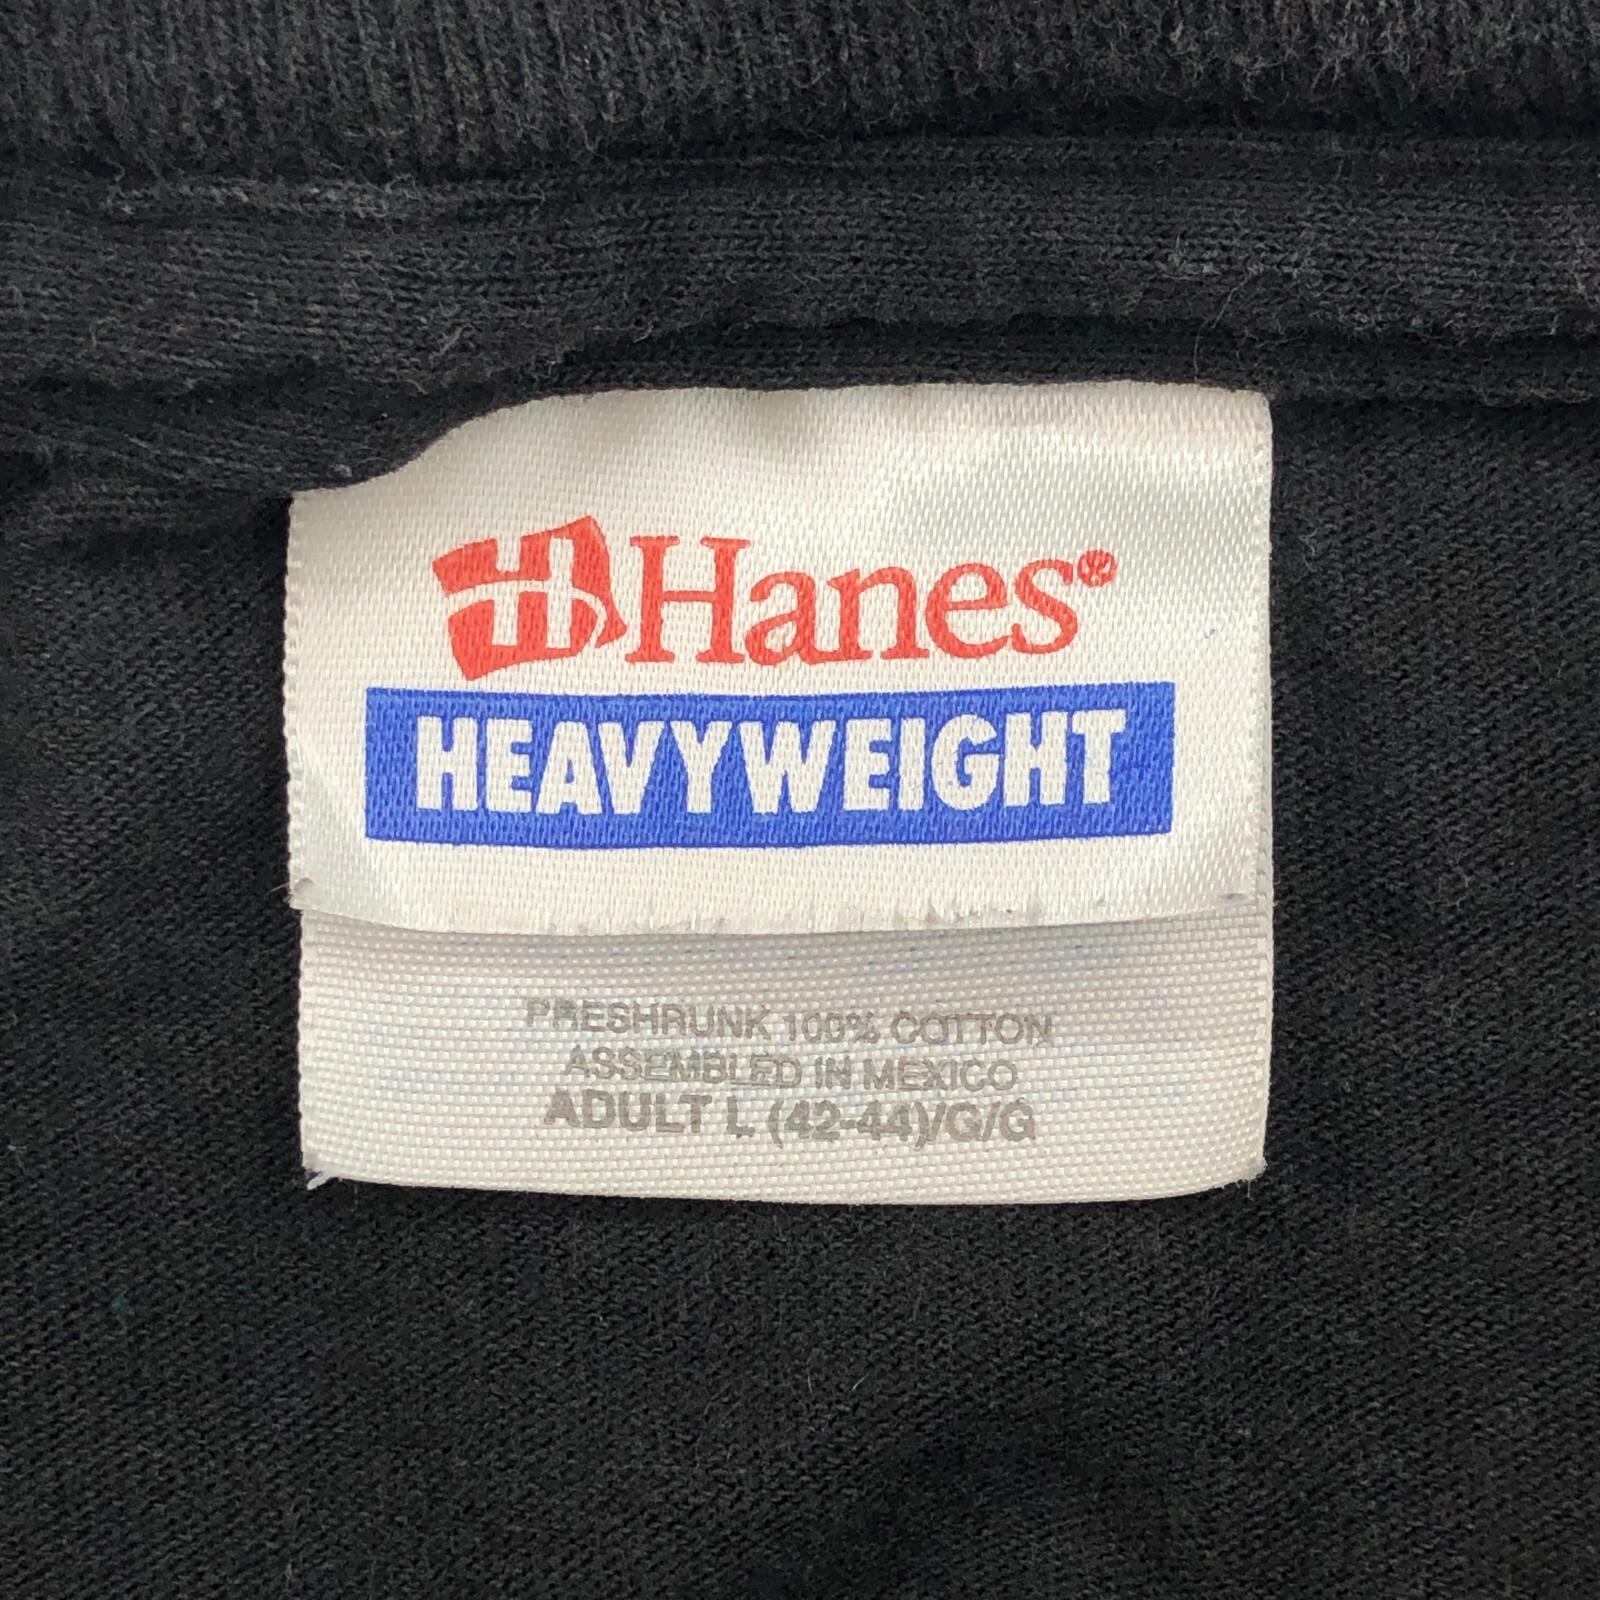 H Hanes®
HEAVYWEIGHT
PRESHRUNK 100% COTTON
ASSEMBLED IN MEXICO
ADULT L (42-44)/G/G